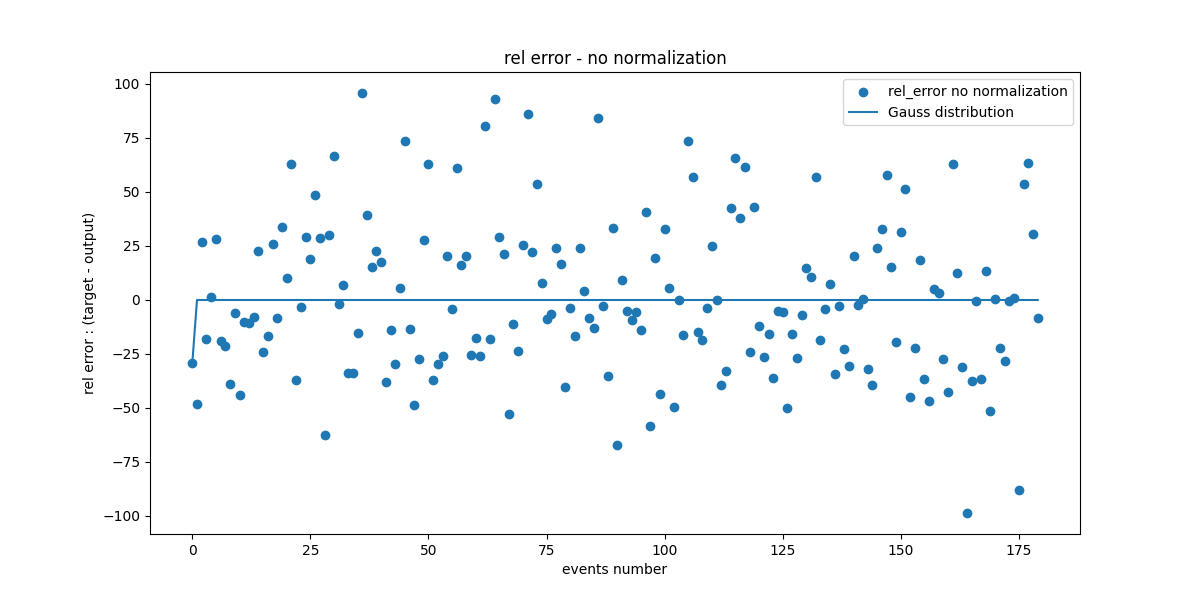 rel error - no normalization
rel_error no normalization
Gauss distribution
100
75
50
25
0
−25
−50
−75
−100
rel error : (target - output)
0 25 50 75 100 125 150 175
events number